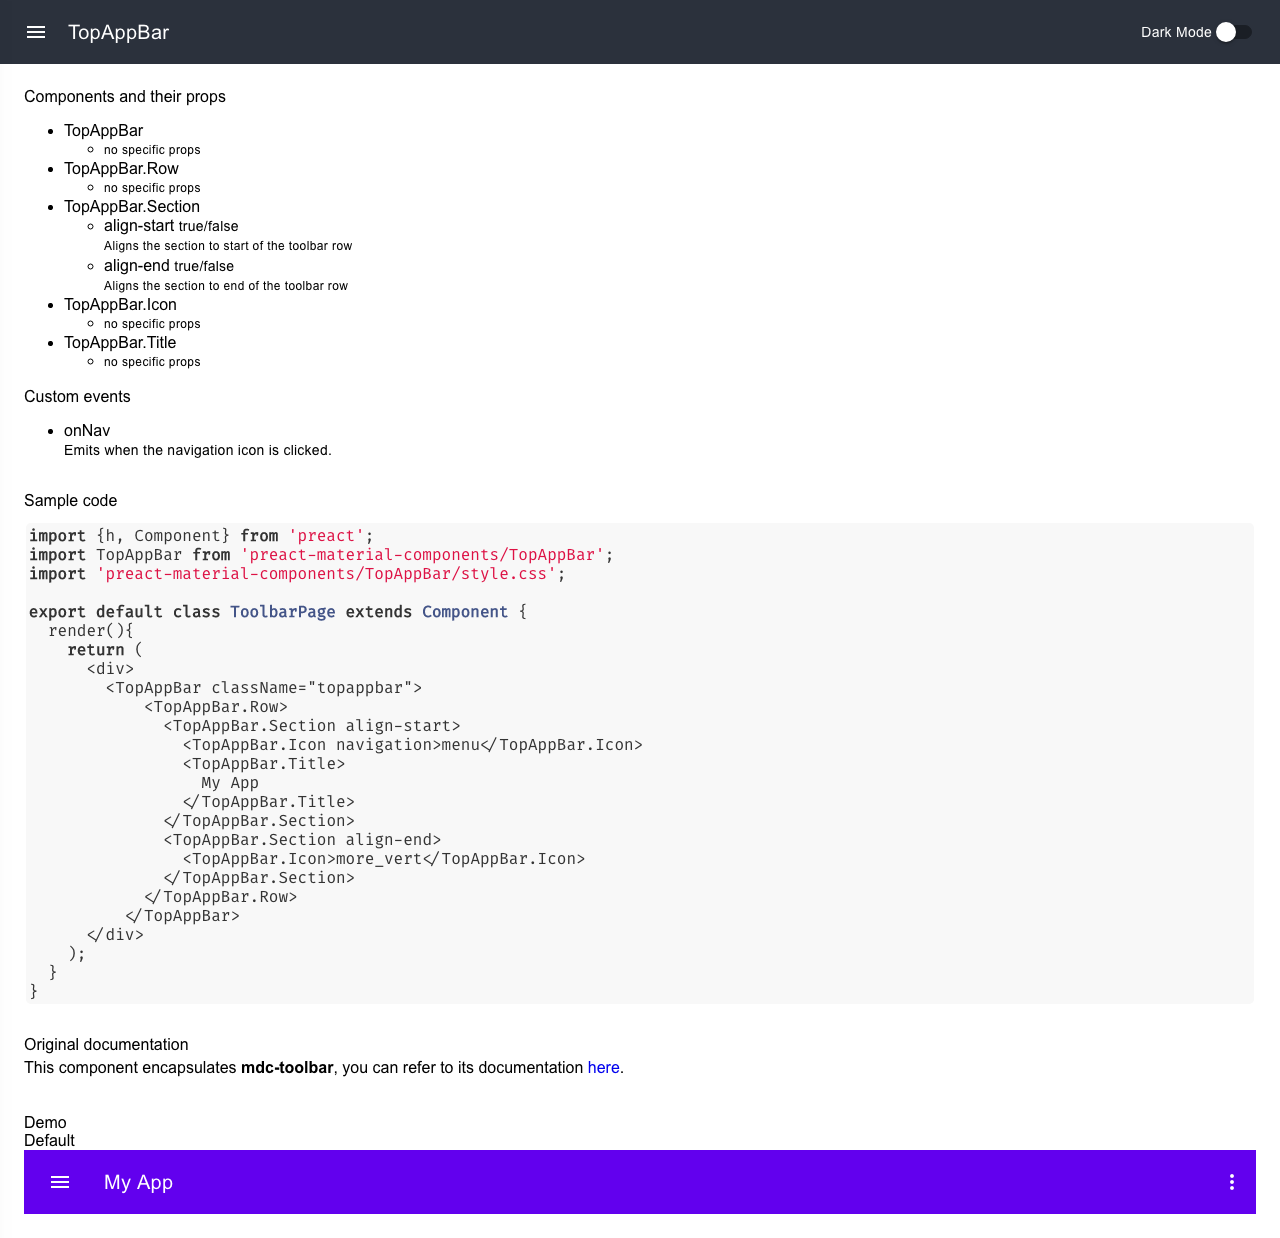 TopAppBar
Dark Mode
Components and their props
TopAppBar
no specific props
TopAppBar.Row
no specific props
TopAppBar.Section
align-start true/false
Aligns the section to start of the toolbar row
align-end true/false
Aligns the section to end of the toolbar row
TopAppBar.Icon
no specific props
TopAppBar.Title
no specific props
Custom events
onNav
Emits when the navigation icon is clicked.
Sample code
import {h, Component} from 'preact';
import TopAppBar from 'preact-material-components/TopAppBar';
import 'preact-material-components/TopAppBar/style.css';
export default class ToolbarPage extends Component {
render(){
return (
<div>
<TopAppBar className="topappbar">
<TopAppBar.Row>
<TopAppBar.Section align-start>
<TopAppBar.Icon navigation>menu</TopAppBar.Icon>
<TopAppBar.Title>
My App
</TopAppBar.Title>
</TopAppBar.Section>
<TopAppBar.Section align-end>
<TopAppBar.Icon>more_vert</TopAppBar.Icon>
</TopAppBar.Section>
</TopAppBar.Row>
</TopAppBar>
</div>
);
}
}
Original documentation
This component encapsulates mdc-toolbar, you can refer to its documentation here.
Demo
Default
My App